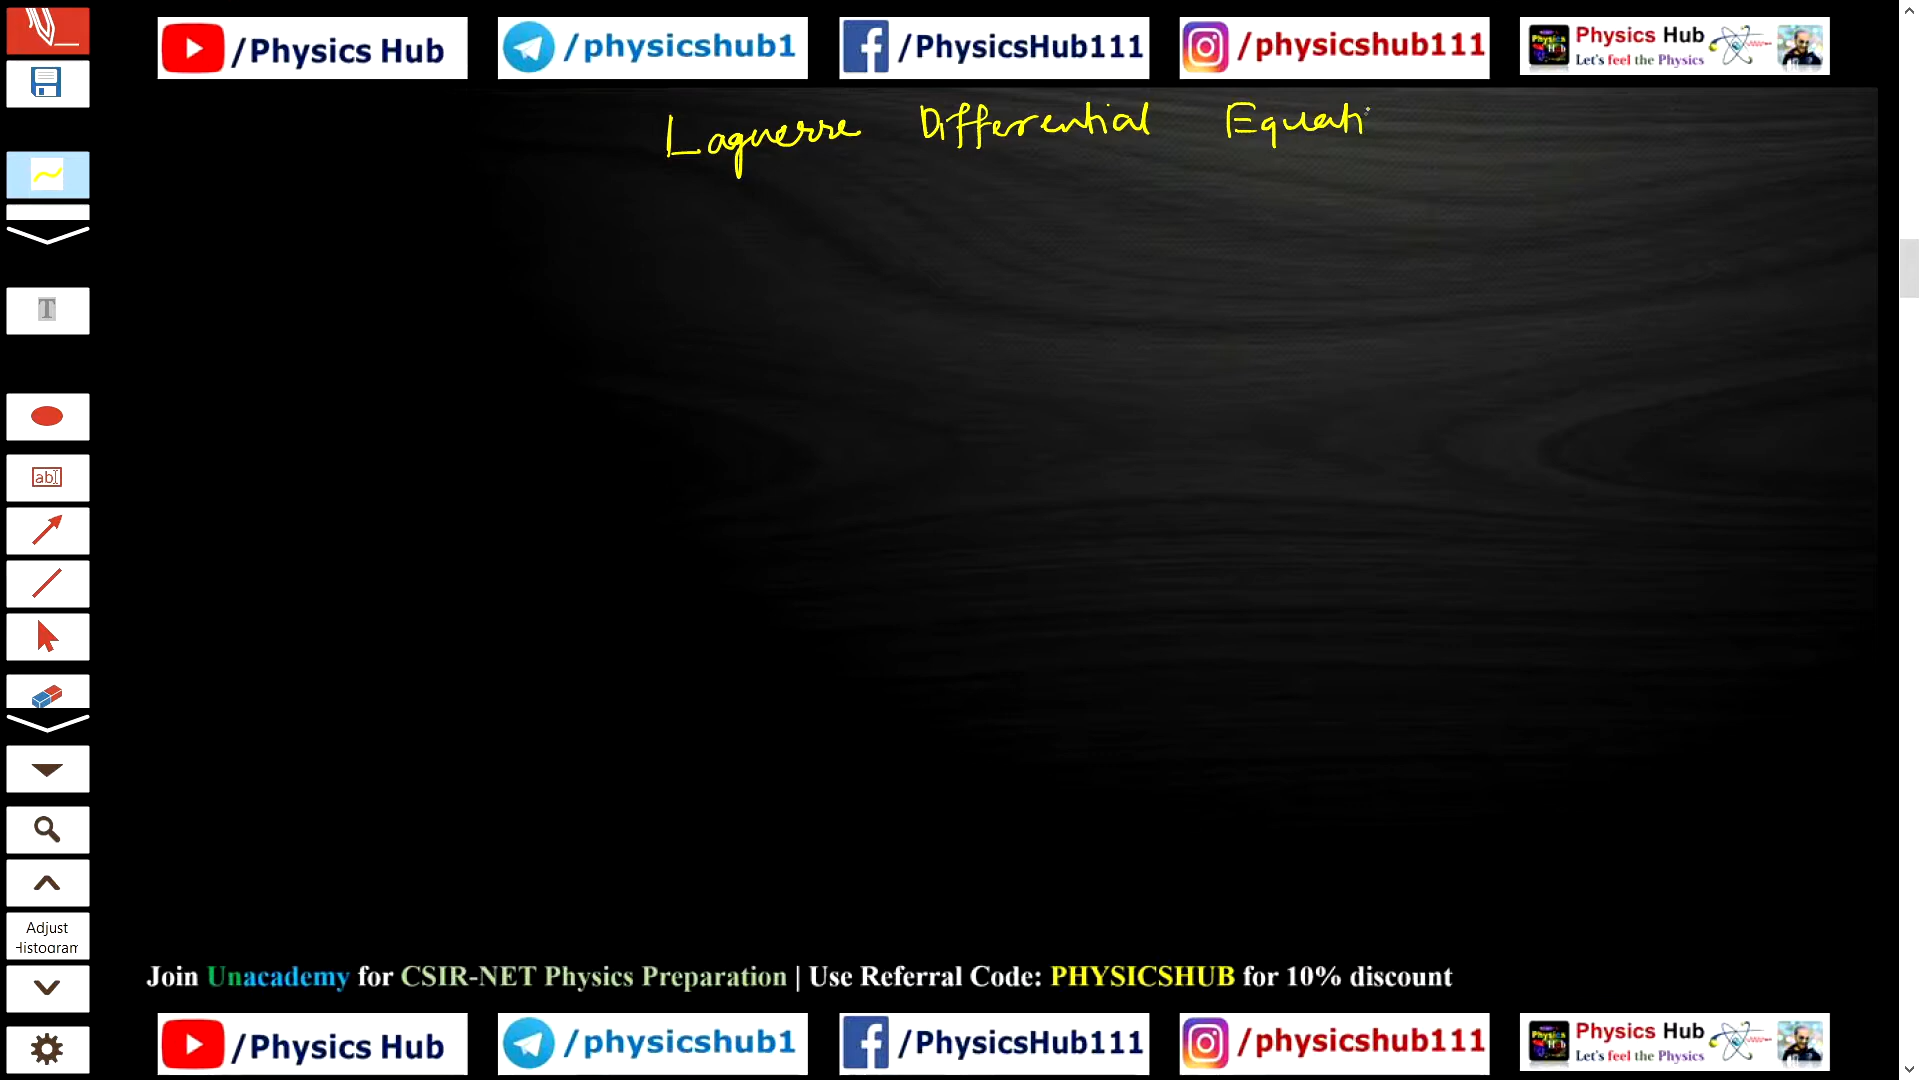 /Physics Hub /physicshub1 /PhysicsHub111 /physicshub111 Physics Hub
Let's feel the Physics
Laguerre Differential Equati
T
ab
Adjust
Histogram
Join Unacademy for CSIR-NET Physics Preparation | Use Referral Code: PHYSICSHUB for 10% discount
/Physics Hub /physicshub1 /PhysicsHub111 /physicshub111 Physics Hub
Let's feel the Physics